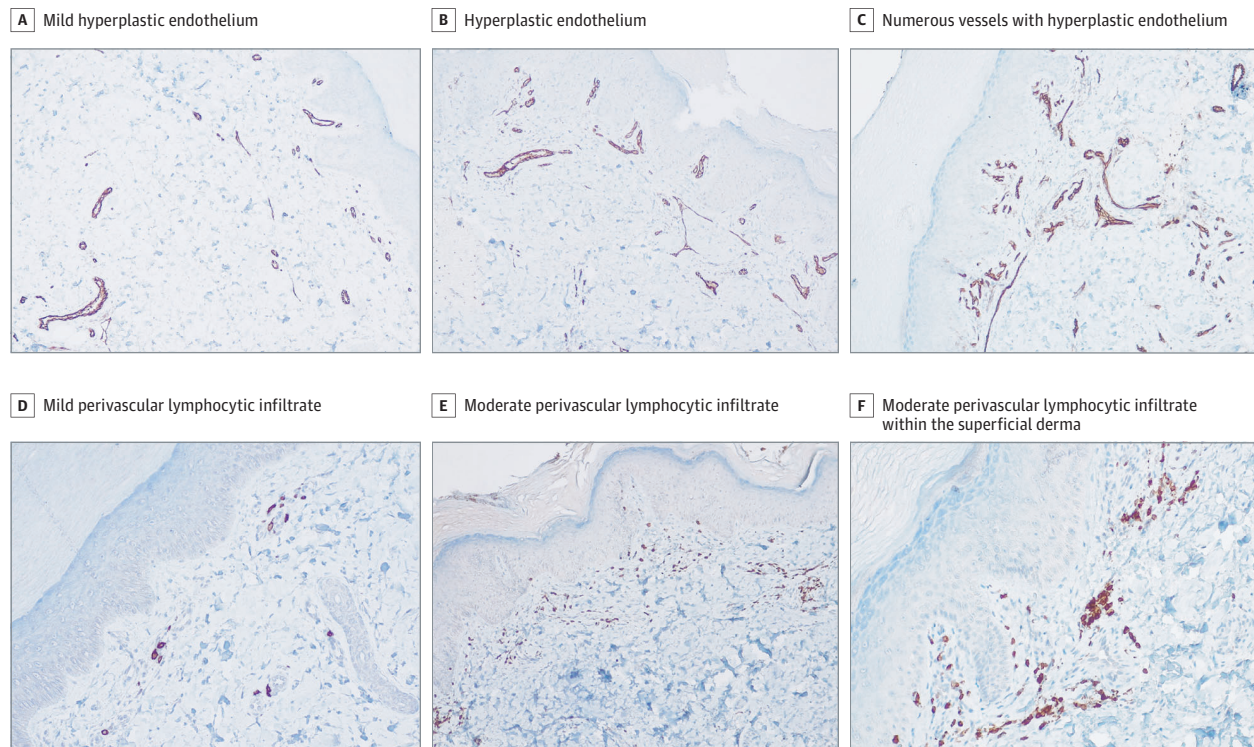 A Mild hyperplastic endothelium
B Hyperplastic endothelium
C Numerous vessels with hyperplastic endothelium
D Mild perivascular lymphocytic infiltrate
E Moderate perivascular lymphocytic infiltrate
F Moderate perivascular lymphocytic infiltrate
within the superficial derma